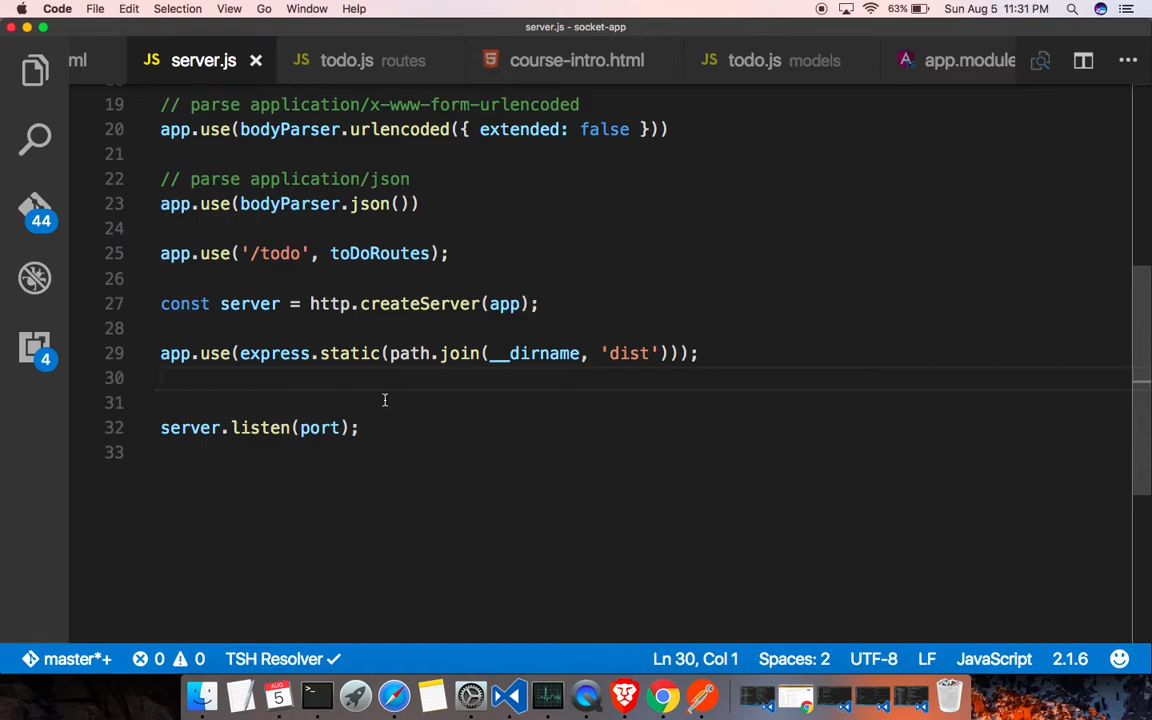 Code File Edit Selection View Go Window Help 63% Sun Aug 5 11:31 PM
server.js - socket-app
ml JS server.js JS todo.js routes course-intro.html JS todo.js models app.module
19 // parse application/x-www-form-urlencoded
20 app.use(bodyParser.urlencoded({ extended: false }))
21
22 // parse application/json
23 app.use(bodyParser.json())
24
25 app.use('/todo', toDoRoutes);
26
27 const server = http.createServer(app);
28
29 app.use(express.static(path.join(__dirname, 'dist')));
30
31
32 server.listen(port);
33
44
4
master*+ 0 0 TSH Resolver Ln 30, Col 1 Spaces: 2 UTF-8 LF JavaScript 2.1.6
AUG
5